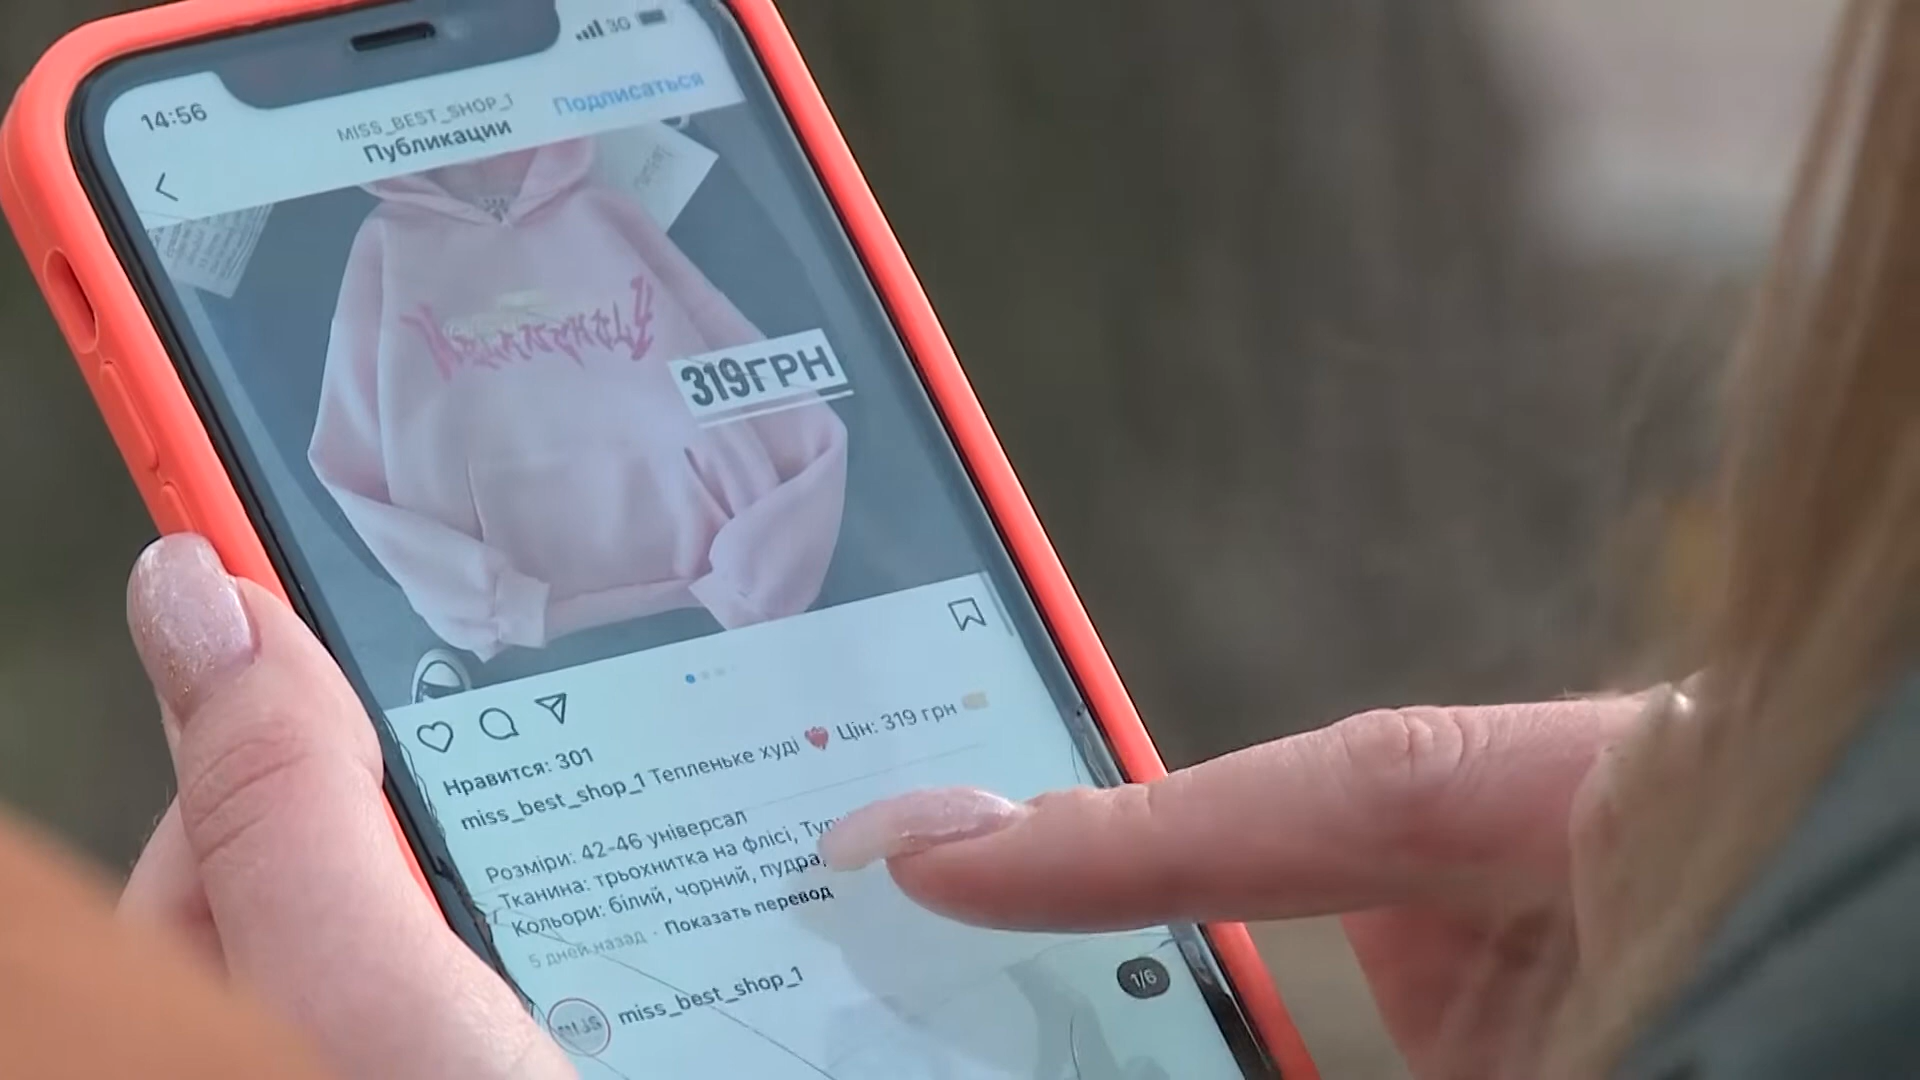 14:56
3G
MISS_BEST_SHOP_1
Публикации
Подписаться
319ГРН
Нравится: 301
miss_best_shop_1 Тепленьке худі Цін: 319 грн
Розміри: 42-46 універсал
Тканина: трьохнитка на флісі,
Кольори: білий, чорний, пудра,
5 дней назад · Показать перевод
miss_best_shop_1
1/6